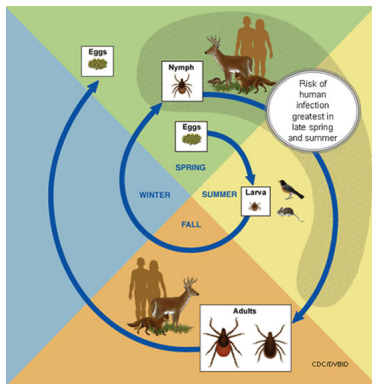 Eggs
Nymph
Risk of
human
infection
greatest in
late spring
and summer
Eggs
SPRING
WINTER
SUMMER
Larva
FALL
Adults
CDC/DVBID